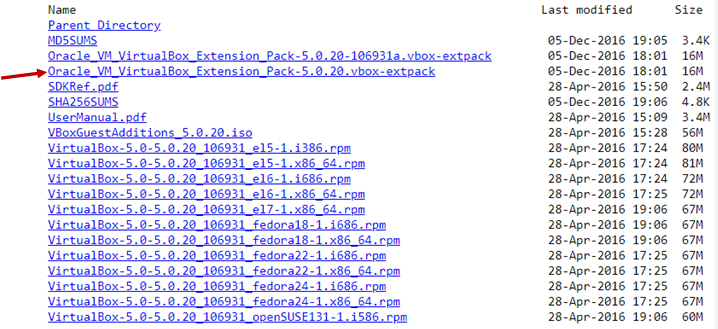 Name Last modified Size
Parent Directory
MD5SUMS 05-Dec-2016 19:05 3.4K
Oracle_VM_VirtualBox_Extension_Pack-5.0.20-106931a.vbox-extpack 05-Dec-2016 18:01 16M
Oracle_VM_VirtualBox_Extension_Pack-5.0.20.vbox-extpack 05-Dec-2016 18:01 16M
SDKRef.pdf 28-Apr-2016 15:50 2.4M
SHA256SUMS 05-Dec-2016 19:06 4.8K
UserManual.pdf 28-Apr-2016 15:09 3.4M
VBoxGuestAdditions_5.0.20.iso 28-Apr-2016 15:28 56M
VirtualBox-5.0-5.0.20_106931_el5-1.i386.rpm 28-Apr-2016 17:24 80M
VirtualBox-5.0-5.0.20_106931_el5-1.x86_64.rpm 28-Apr-2016 17:24 81M
VirtualBox-5.0-5.0.20_106931_el6-1.i686.rpm 28-Apr-2016 17:24 72M
VirtualBox-5.0-5.0.20_106931_el6-1.x86_64.rpm 28-Apr-2016 17:25 72M
VirtualBox-5.0-5.0.20_106931_el7-1.x86_64.rpm 28-Apr-2016 19:06 67M
VirtualBox-5.0-5.0.20_106931_fedora18-1.i686.rpm 28-Apr-2016 19:06 67M
VirtualBox-5.0-5.0.20_106931_fedora18-1.x86_64.rpm 28-Apr-2016 19:06 67M
VirtualBox-5.0-5.0.20_106931_fedora22-1.i686.rpm 28-Apr-2016 17:25 67M
VirtualBox-5.0-5.0.20_106931_fedora22-1.x86_64.rpm 28-Apr-2016 17:25 67M
VirtualBox-5.0-5.0.20_106931_fedora24-1.i686.rpm 28-Apr-2016 17:25 67M
VirtualBox-5.0-5.0.20_106931_fedora24-1.x86_64.rpm 28-Apr-2016 17:25 67M
VirtualBox-5.0-5.0.20_106931_openSUSE131-1.i586.rpm 28-Apr-2016 19:06 60M